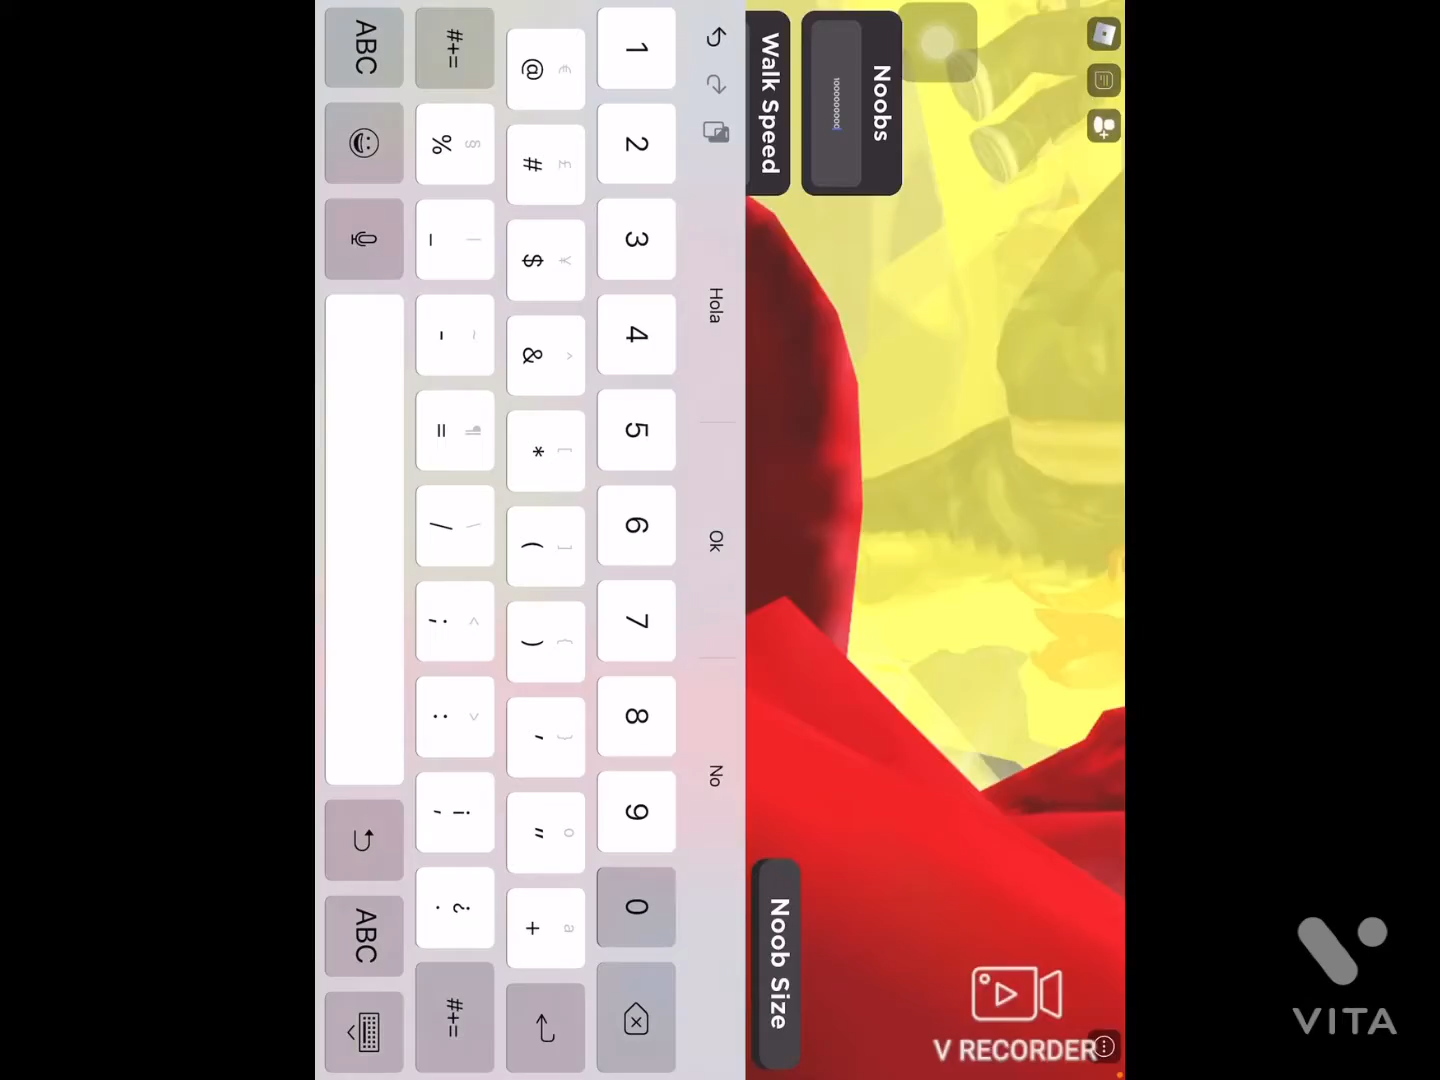 Noobs
Walk Speed
Noob Size
Hola
Ok
No
1 2 3 4 5 6 7 8 9 0
€ £ ¥ ^ [ ] { } º ª
@ # $ & * ( ) ' " +
§ | ~ ¶ \ < > ¡ ¿
#+= % _ - = / ; : , . #+=
ABC ABC
V RECORDER
VITA